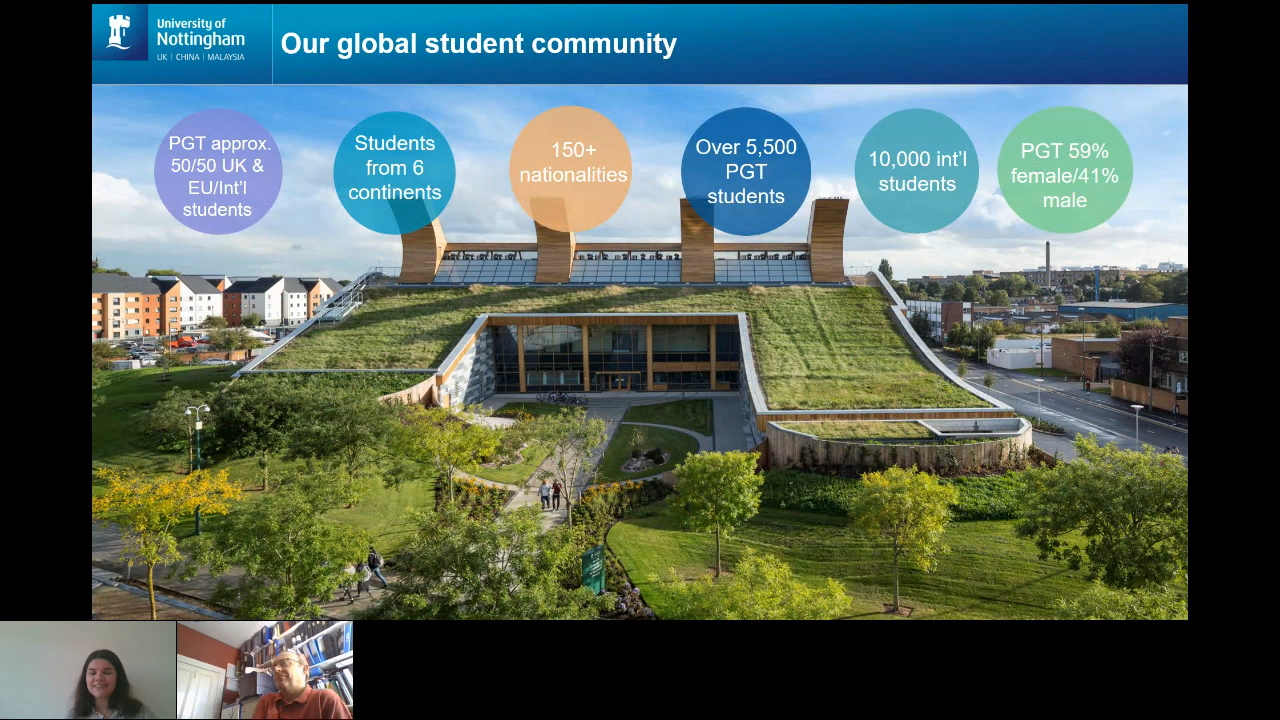 University of
Nottingham
UK | CHINA | MALAYSIA
Our global student community
PGT approx.
50/50 UK &
EU/Int'l
students
Students
from 6
continents
150+
nationalities
Over 5,500
PGT
students
10,000 int'l
students
PGT 59%
female/41%
male